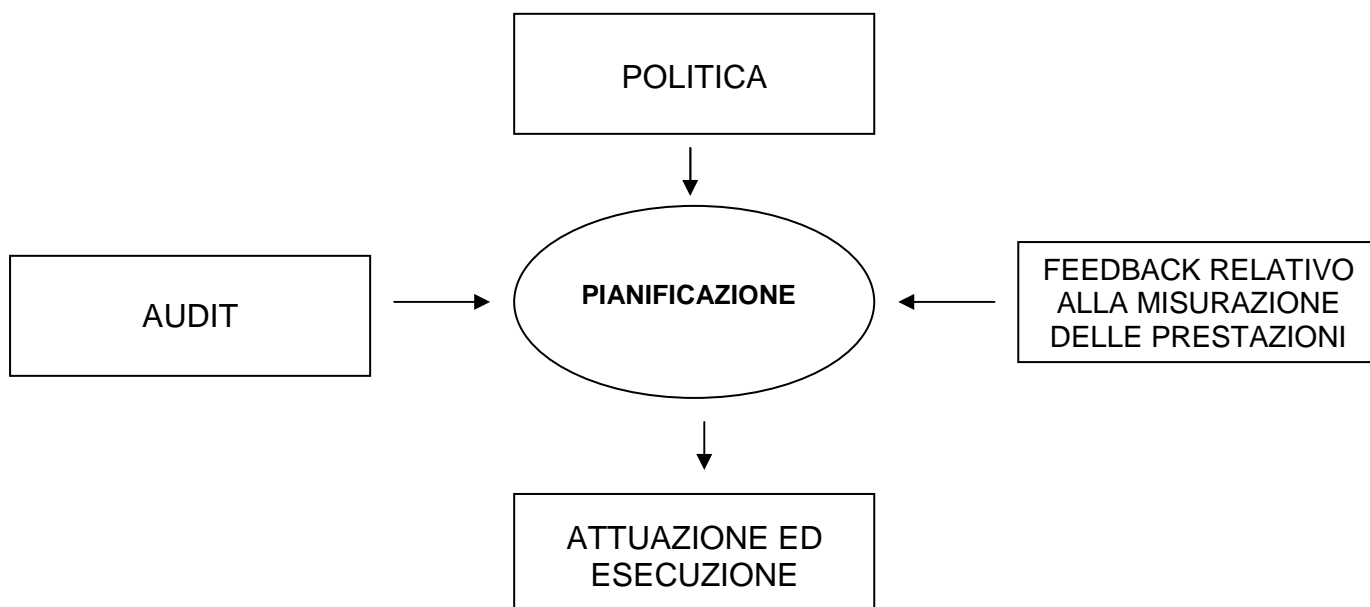 POLITICA
AUDIT
PIANIFICAZIONE
FEEDBACK RELATIVO
ALLA MISURAZIONE
DELLE PRESTAZIONI
ATTUAZIONE ED
ESECUZIONE